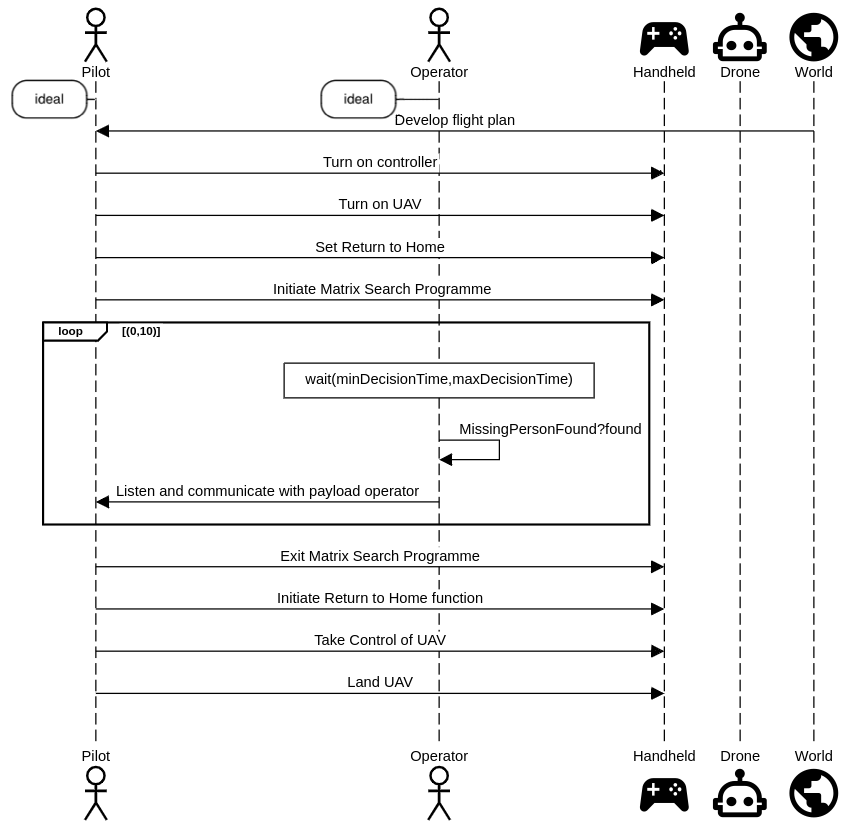 Pilot
Operator
Handheld
Drone
World
ideal
ideal
Develop flight plan
Turn on controller
Turn on UAV
Set Return to Home
Initiate Matrix Search Programme
loop
[(0,10)]
wait(minDecisionTime,maxDecisionTime)
MissingPersonFound?found
Listen and communicate with payload operator
Exit Matrix Search Programme
Initiate Return to Home function
Take Control of UAV
Land UAV
Pilot
Operator
Handheld
Drone
World